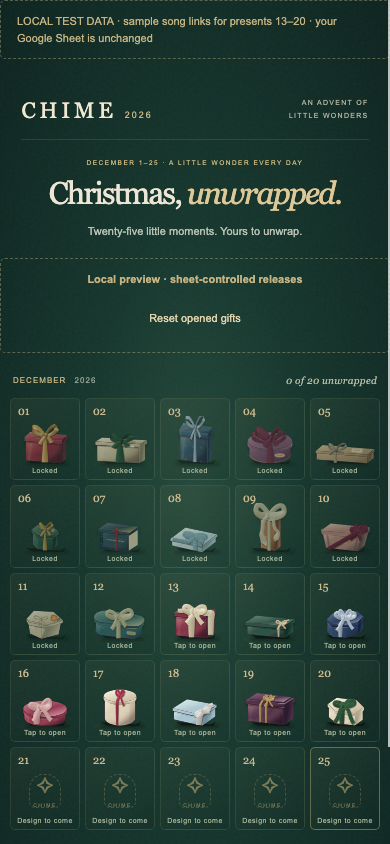 LOCAL TEST DATA · sample song links for presents 13–20 · your
Google Sheet is unchanged
CHIME 2026
AN ADVENT OF
LITTLE WONDERS
DECEMBER 1–25 · A LITTLE WONDER EVERY DAY
Christmas, unwrapped.
Twenty-five little moments. Yours to unwrap.
Local preview · sheet-controlled releases
Reset opened gifts
DECEMBER 2026
0 of 20 unwrapped
01 02 03 04 05
Locked Locked Locked Locked Locked
06 07 08 09 10
Locked Locked Locked Locked Locked
11 12 13 14 15
Locked Locked Tap to open Tap to open Tap to open
16 17 18 19 20
Tap to open Tap to open Tap to open Tap to open Tap to open
21 22 23 24 25
CHIME CHIME CHIME CHIME CHIME
Design to come Design to come Design to come Design to come Design to come